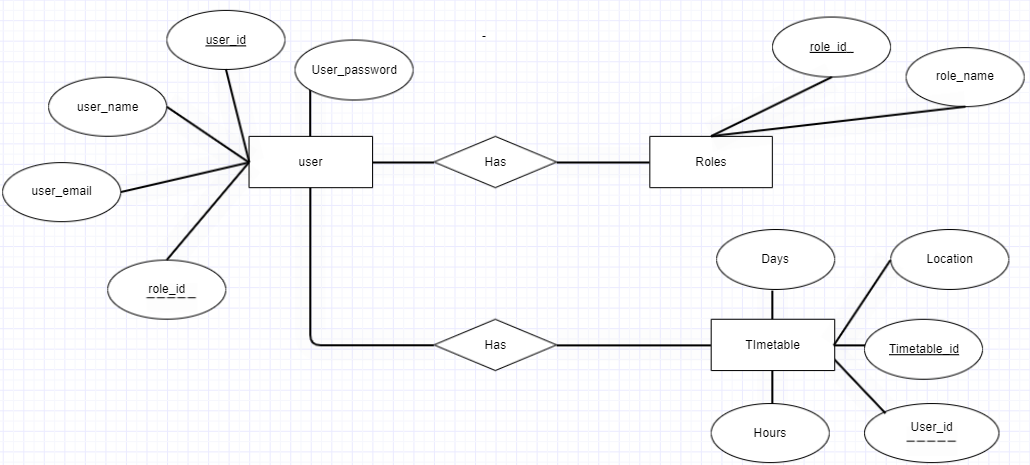 user_id
User_password
-
role_id
role_name
user_name
user
Has
Roles
user_email
role_id
Days
Location
Has
TImetable
Timetable_id
Hours
User_id